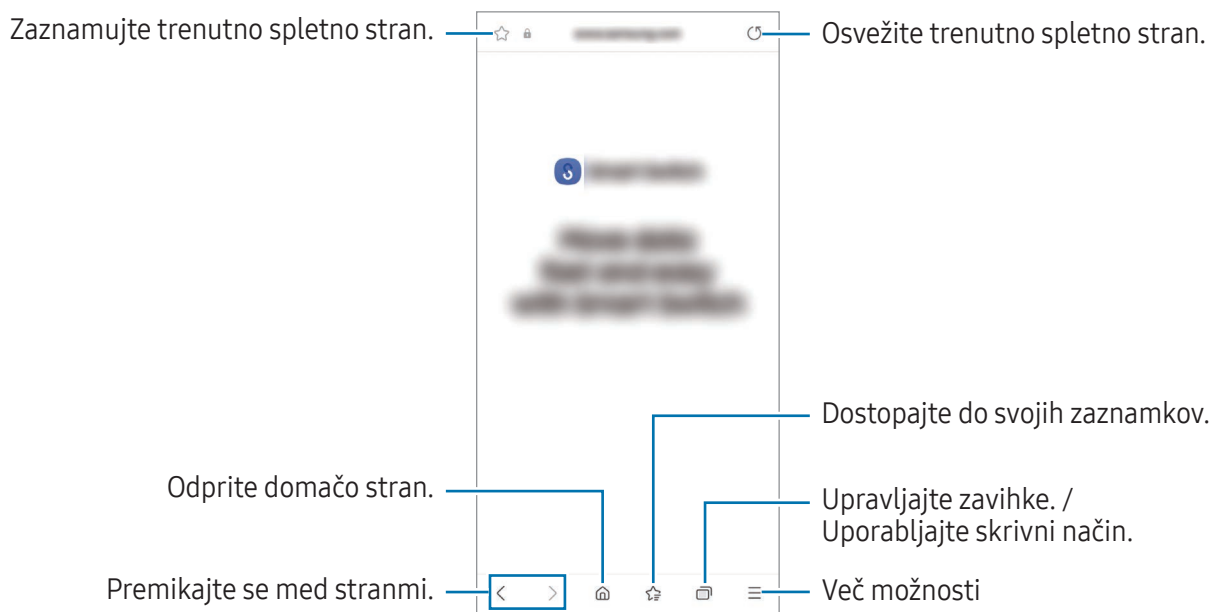 Zaznamujte trenutno spletno stran.
Osvežite trenutno spletno stran.
Dostopajte do svojih zaznamkov.
Odprite domačo stran.
Upravljajte zavihke. /
Uporabljajte skrivni način.
Premikajte se med stranmi.
Več možnosti